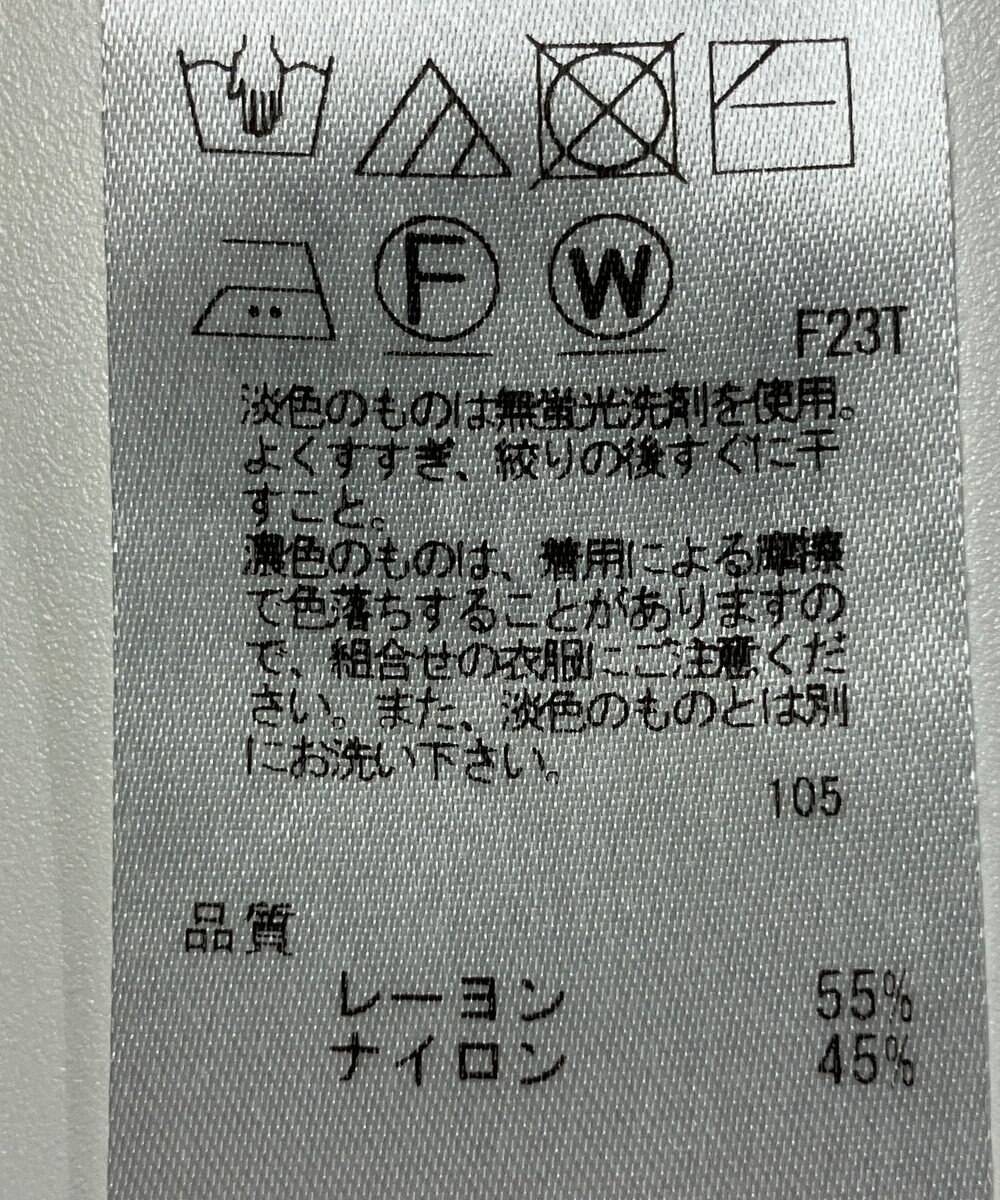 F
W
F23T
淡色のものは無蛍光洗剤を使用。
よくすすぎ、絞りの後すぐに干
すこと。
濃色のものは、着用による摩擦
で色落ちすることがありますの
で、組合せの衣服にご注意くだ
さい。また、淡色のものとは別
にお洗い下さい。
105
品質
レーヨン 55%
ナイロン 45%